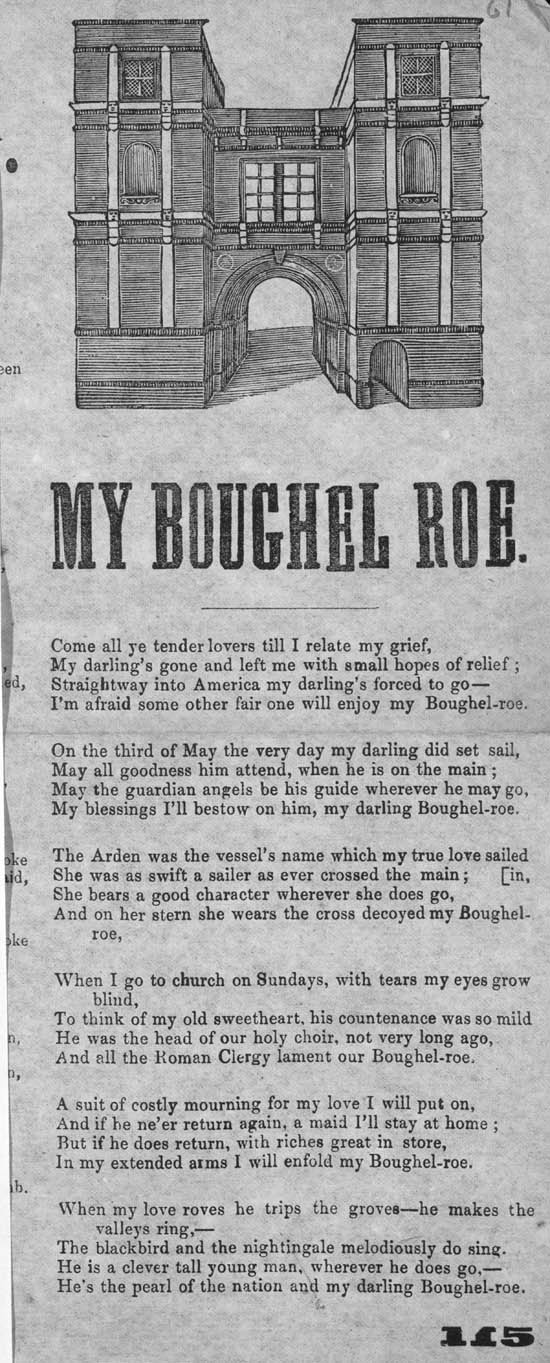 61
MY BOUGHEL ROE.
Come all ye tender lovers till I relate my grief,
My darling's gone and left me with small hopes of relief ;
Straightway into America my darling's forced to go—
I'm afraid some other fair one will enjoy my Boughel-roe.
On the third of May the very day my darling did set sail,
May all goodness him attend, when he is on the main ;
May the guardian angels be his guide wherever he may go,
My blessings I'll bestow on him, my darling Boughel-roe.
The Arden was the vessel's name which my true love sailed
She was as swift a sailer as ever crossed the main ; [in,
She bears a good character wherever she does go,
And on her stern she wears the cross decoyed my Boughel-
roe,
When I go to church on Sundays, with tears my eyes grow
blind,
To think of my old sweetheart, his countenance was so mild
He was the head of our holy choir, not very long ago,
And all the Roman Clergy lament our Boughel-roe.
A suit of costly mourning for my love I will put on,
And if he ne'er return again, a maid I'll stay at home ;
But if he does return, with riches great in store,
In my extended arms I will enfold my Boughel-roe.
When my love roves he trips the groves—he makes the
valleys ring,—
The blackbird and the nightingale melodiously do sing.
He is a clever tall young man, wherever he does go,—
He's the pearl of the nation and my darling Boughel-roe.
115